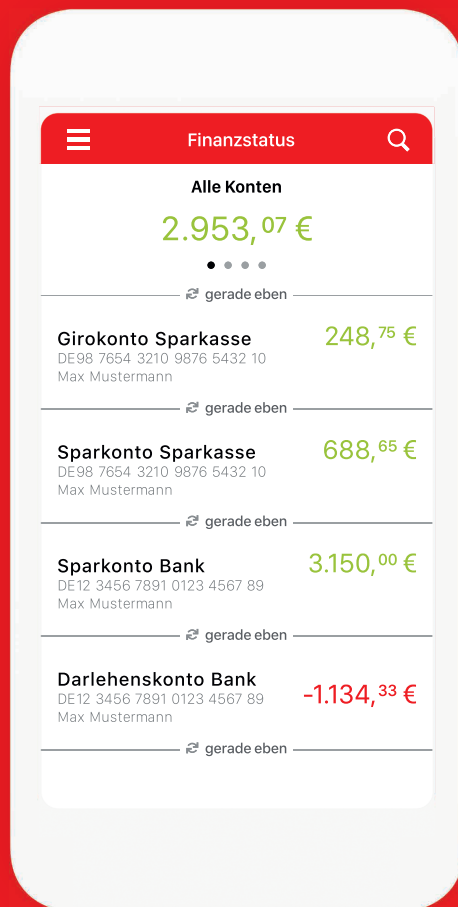 Finanzstatus
Alle Konten
2.953,07 €
gerade eben
Girokonto Sparkasse
248,75 €
DE98 7654 3210 9876 5432 10
Max Mustermann
gerade eben
Sparkonto Sparkasse
688,65 €
DE98 7654 3210 9876 5432 10
Max Mustermann
gerade eben
Sparkonto Bank
3.150,00 €
DE12 3456 7891 0123 4567 89
Max Mustermann
gerade eben
Darlehenskonto Bank
-1.134,33 €
DE12 3456 7891 0123 4567 89
Max Mustermann
gerade eben